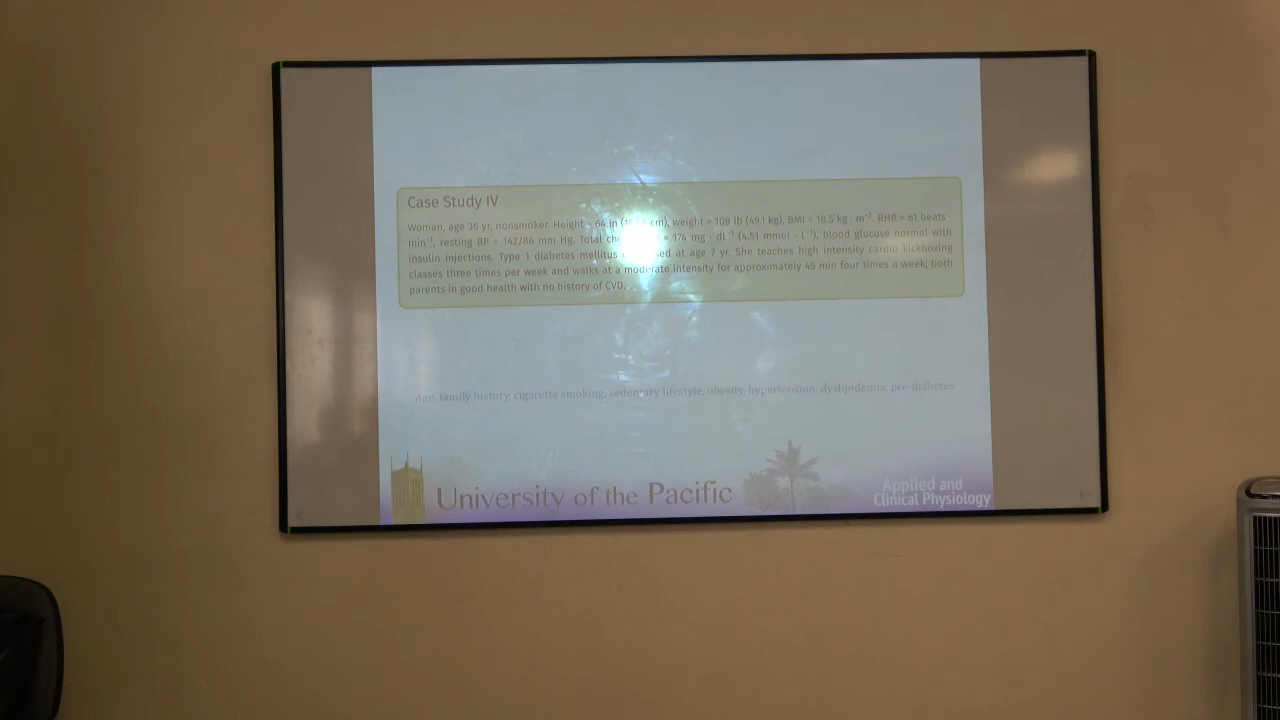 Case Study IV
Woman, age 36 yr, nonsmoker. Height = 64 in ( cm), weight = 108 lb (49.1 kg), BMI = 18.5 kg · m⁻². RHR = 61 beats ·
min⁻¹, resting BP = 142/86 mm Hg. Total = 174 mg · dL⁻¹ (4.51 mmol · L⁻¹), blood glucose normal with
insulin injections. Type 1 diabetes mellitus at age 7 yr. She teaches high intensity cardio kickboxing
classes three times per week and walks at a moderate intensity for approximately 45 min four times a week; both
parents in good health with no history of CVD.
Age, family history, cigarette smoking, sedentary lifestyle, obesity, hypertension, dyslipidemia, pre-diabetes
University of the Pacific
Applied and
Clinical Physiology